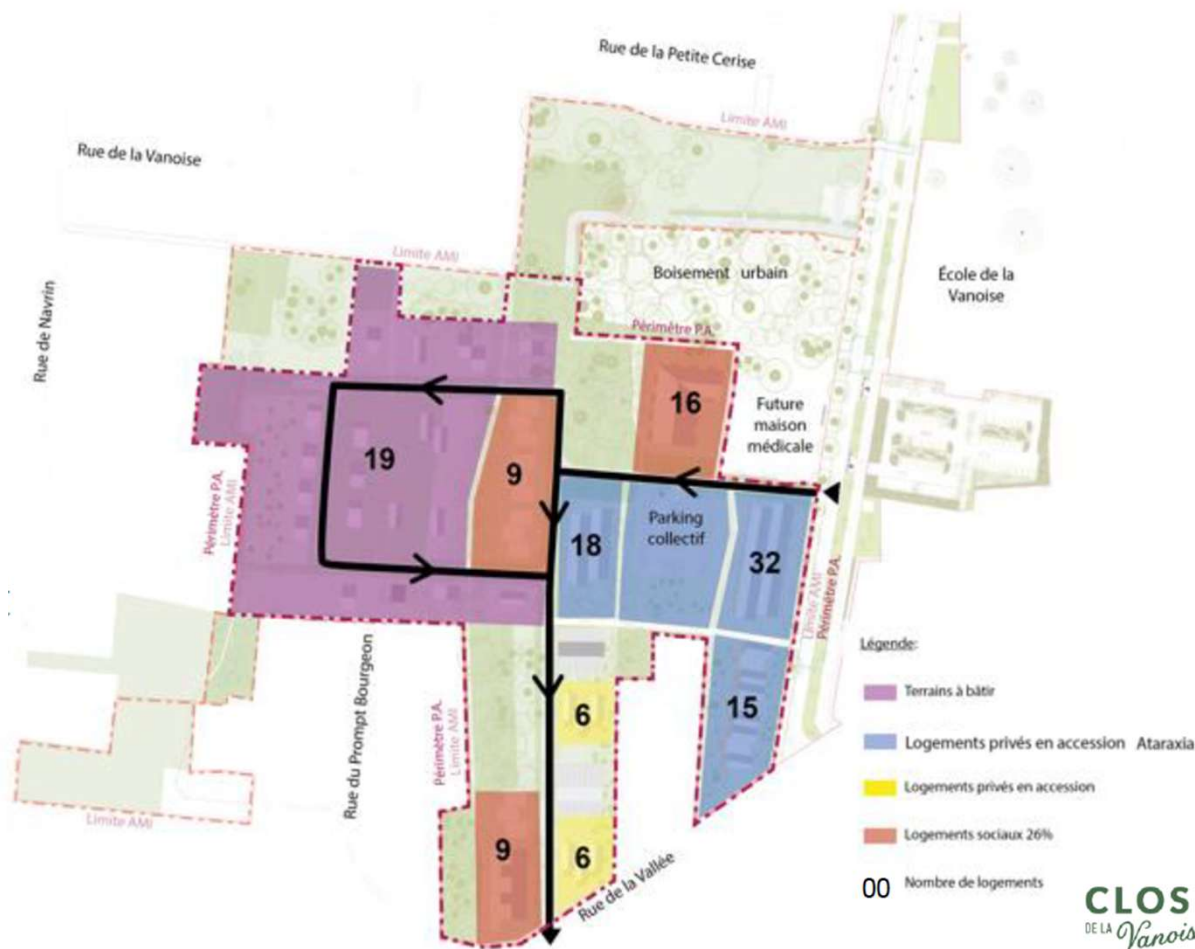 Rue de la Petite Cerise
Limite AMI
Rue de la Vanoise
Limite AMI
Boisement urbain
École de la
Vanoise
Rue de Navrin
Périmètre P.A.
16
Future
maison
médicale
19
9
Périmètre P.A.
Limite AMI
18
Parking
collectif
32
Limite AMI
Périmètre P.A.
Rue du Prompt Bourgeon
Périmètre P.A.
Limite AMI
6
15
Limite AMI
9
6
Rue de la Vallée
Légende:
Terrains à bâtir
Logements privés en accession Ataraxia
Logements privés en accession
Logements sociaux 26%
00 Nombre de logements
CLOS
DE LA Vanois